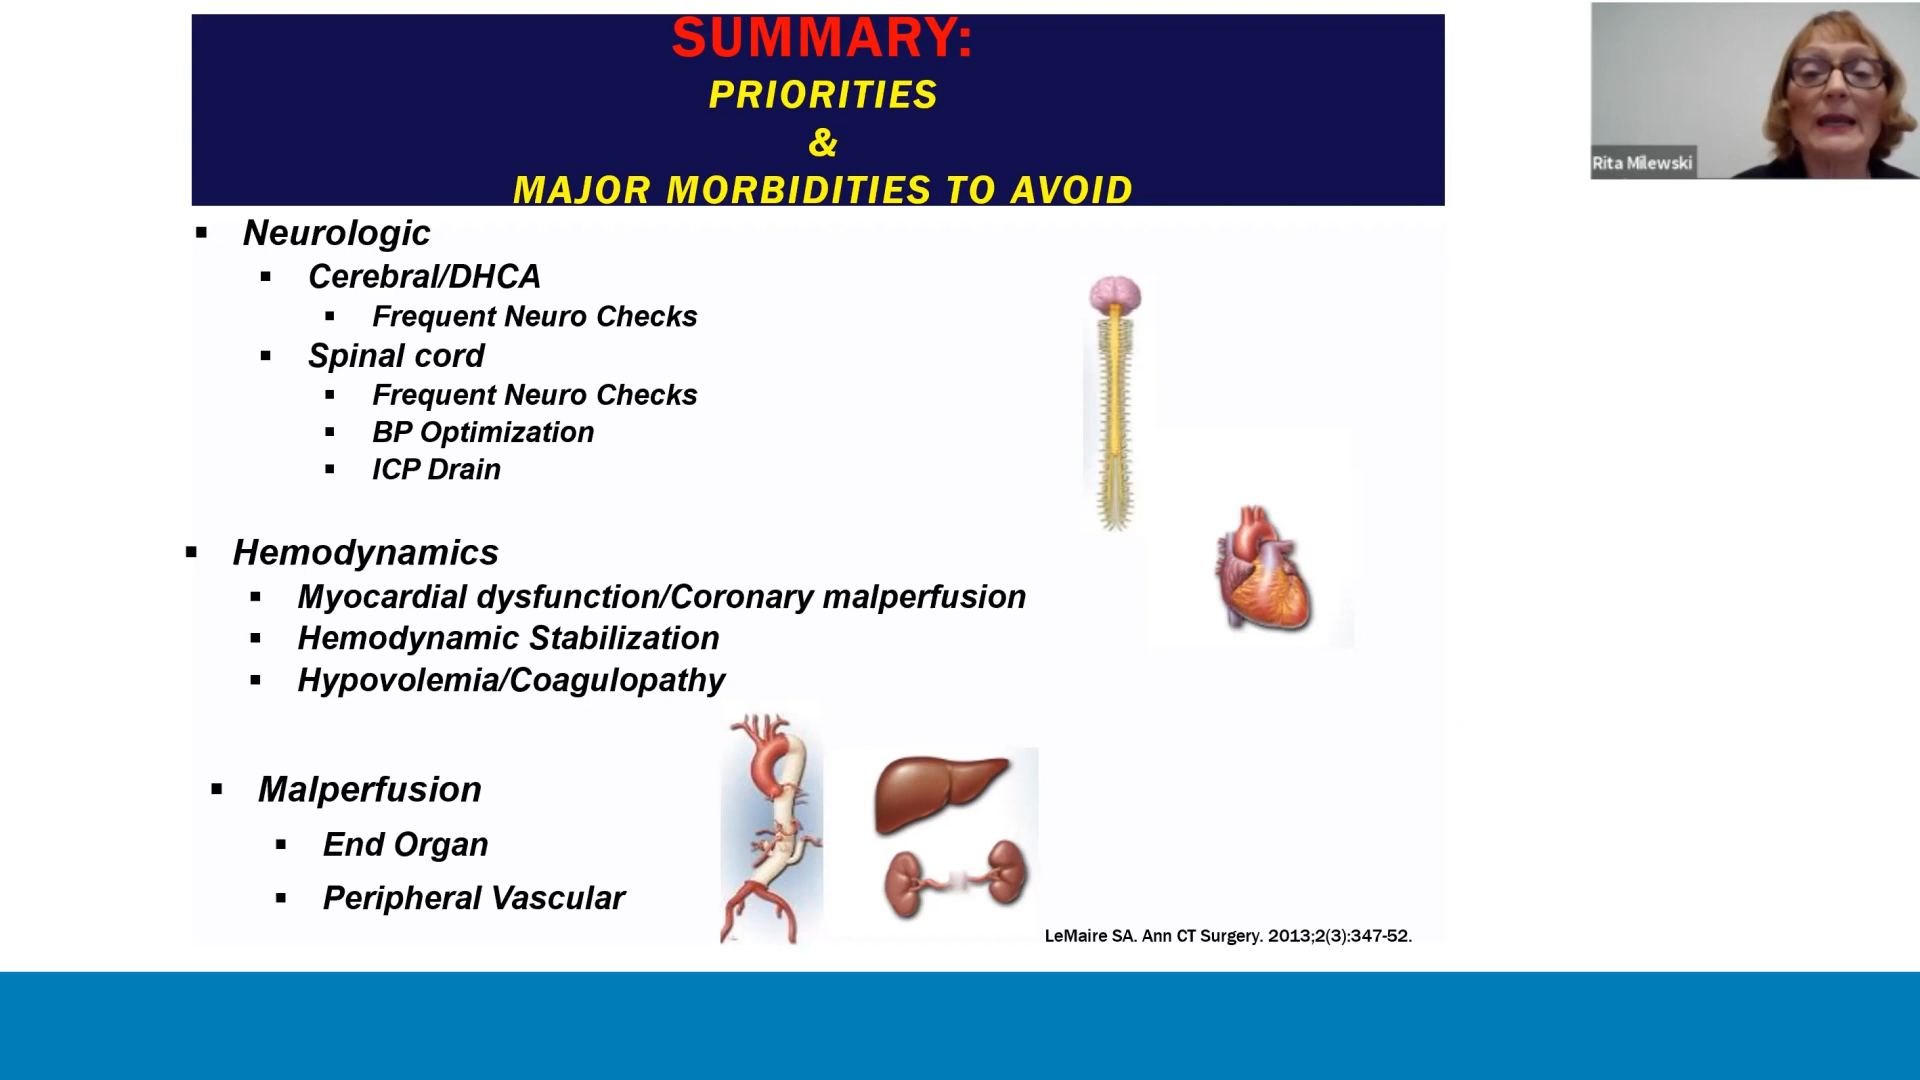 SUMMARY:
PRIORITIES
&
MAJOR MORBIDITIES TO AVOID
Rita Milewski
▪ Neurologic
▪ Cerebral/DHCA
▪ Frequent Neuro Checks
▪ Spinal cord
▪ Frequent Neuro Checks
▪ BP Optimization
▪ ICP Drain
▪ Hemodynamics
▪ Myocardial dysfunction/Coronary malperfusion
▪ Hemodynamic Stabilization
▪ Hypovolemia/Coagulopathy
▪ Malperfusion
▪ End Organ
▪ Peripheral Vascular
LeMaire SA. Ann CT Surgery. 2013;2(3):347-52.